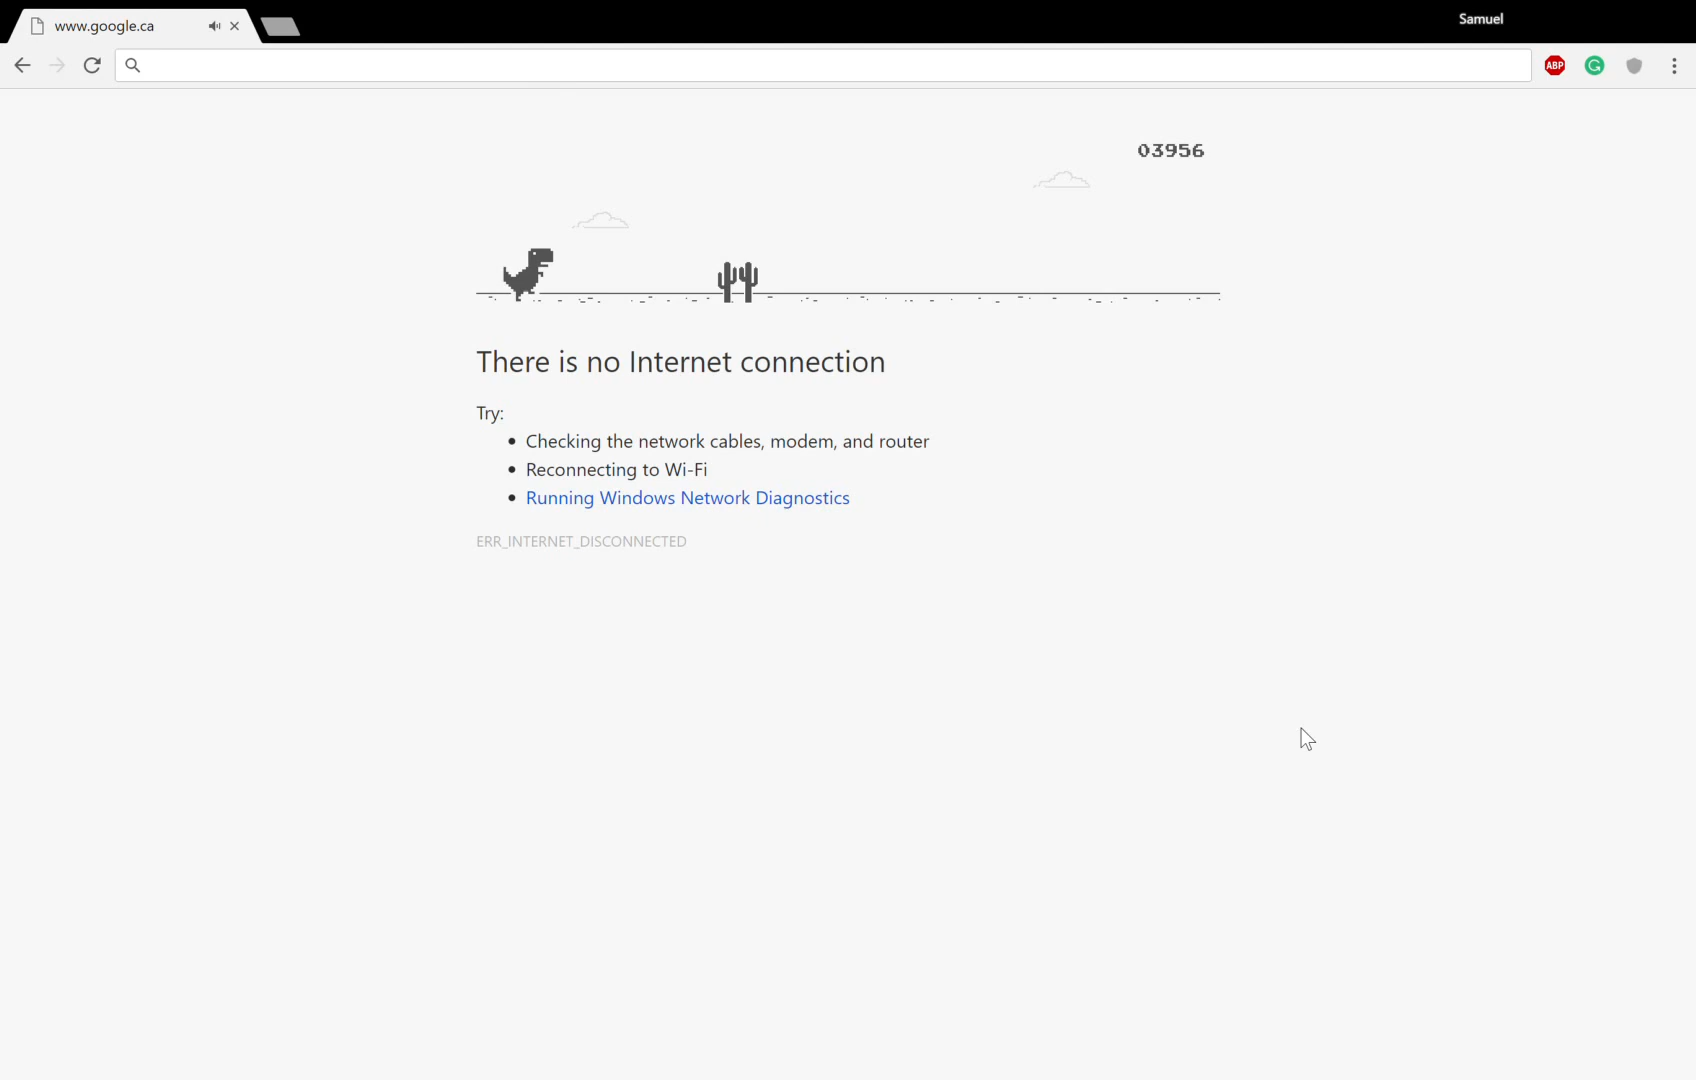 www.google.ca
Samuel
ABP
03956
There is no Internet connection
Try:
• Checking the network cables, modem, and router
• Reconnecting to Wi-Fi
• Running Windows Network Diagnostics
ERR_INTERNET_DISCONNECTED